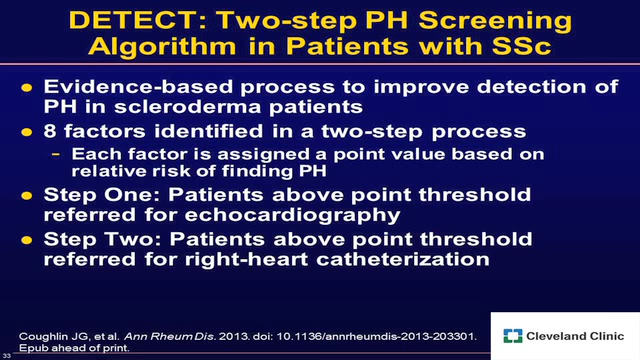 DETECT: Two-step PH Screening
Algorithm in Patients with SSc
● Evidence-based process to improve detection of
PH in scleroderma patients
● 8 factors identified in a two-step process
– Each factor is assigned a point value based on
relative risk of finding PH
● Step One: Patients above point threshold
referred for echocardiography
● Step Two: Patients above point threshold
referred for right-heart catheterization
Coughlin JG, et al. Ann Rheum Dis. 2013. doi: 10.1136/annrheumdis-2013-203301.
Epub ahead of print.
33
Cleveland Clinic